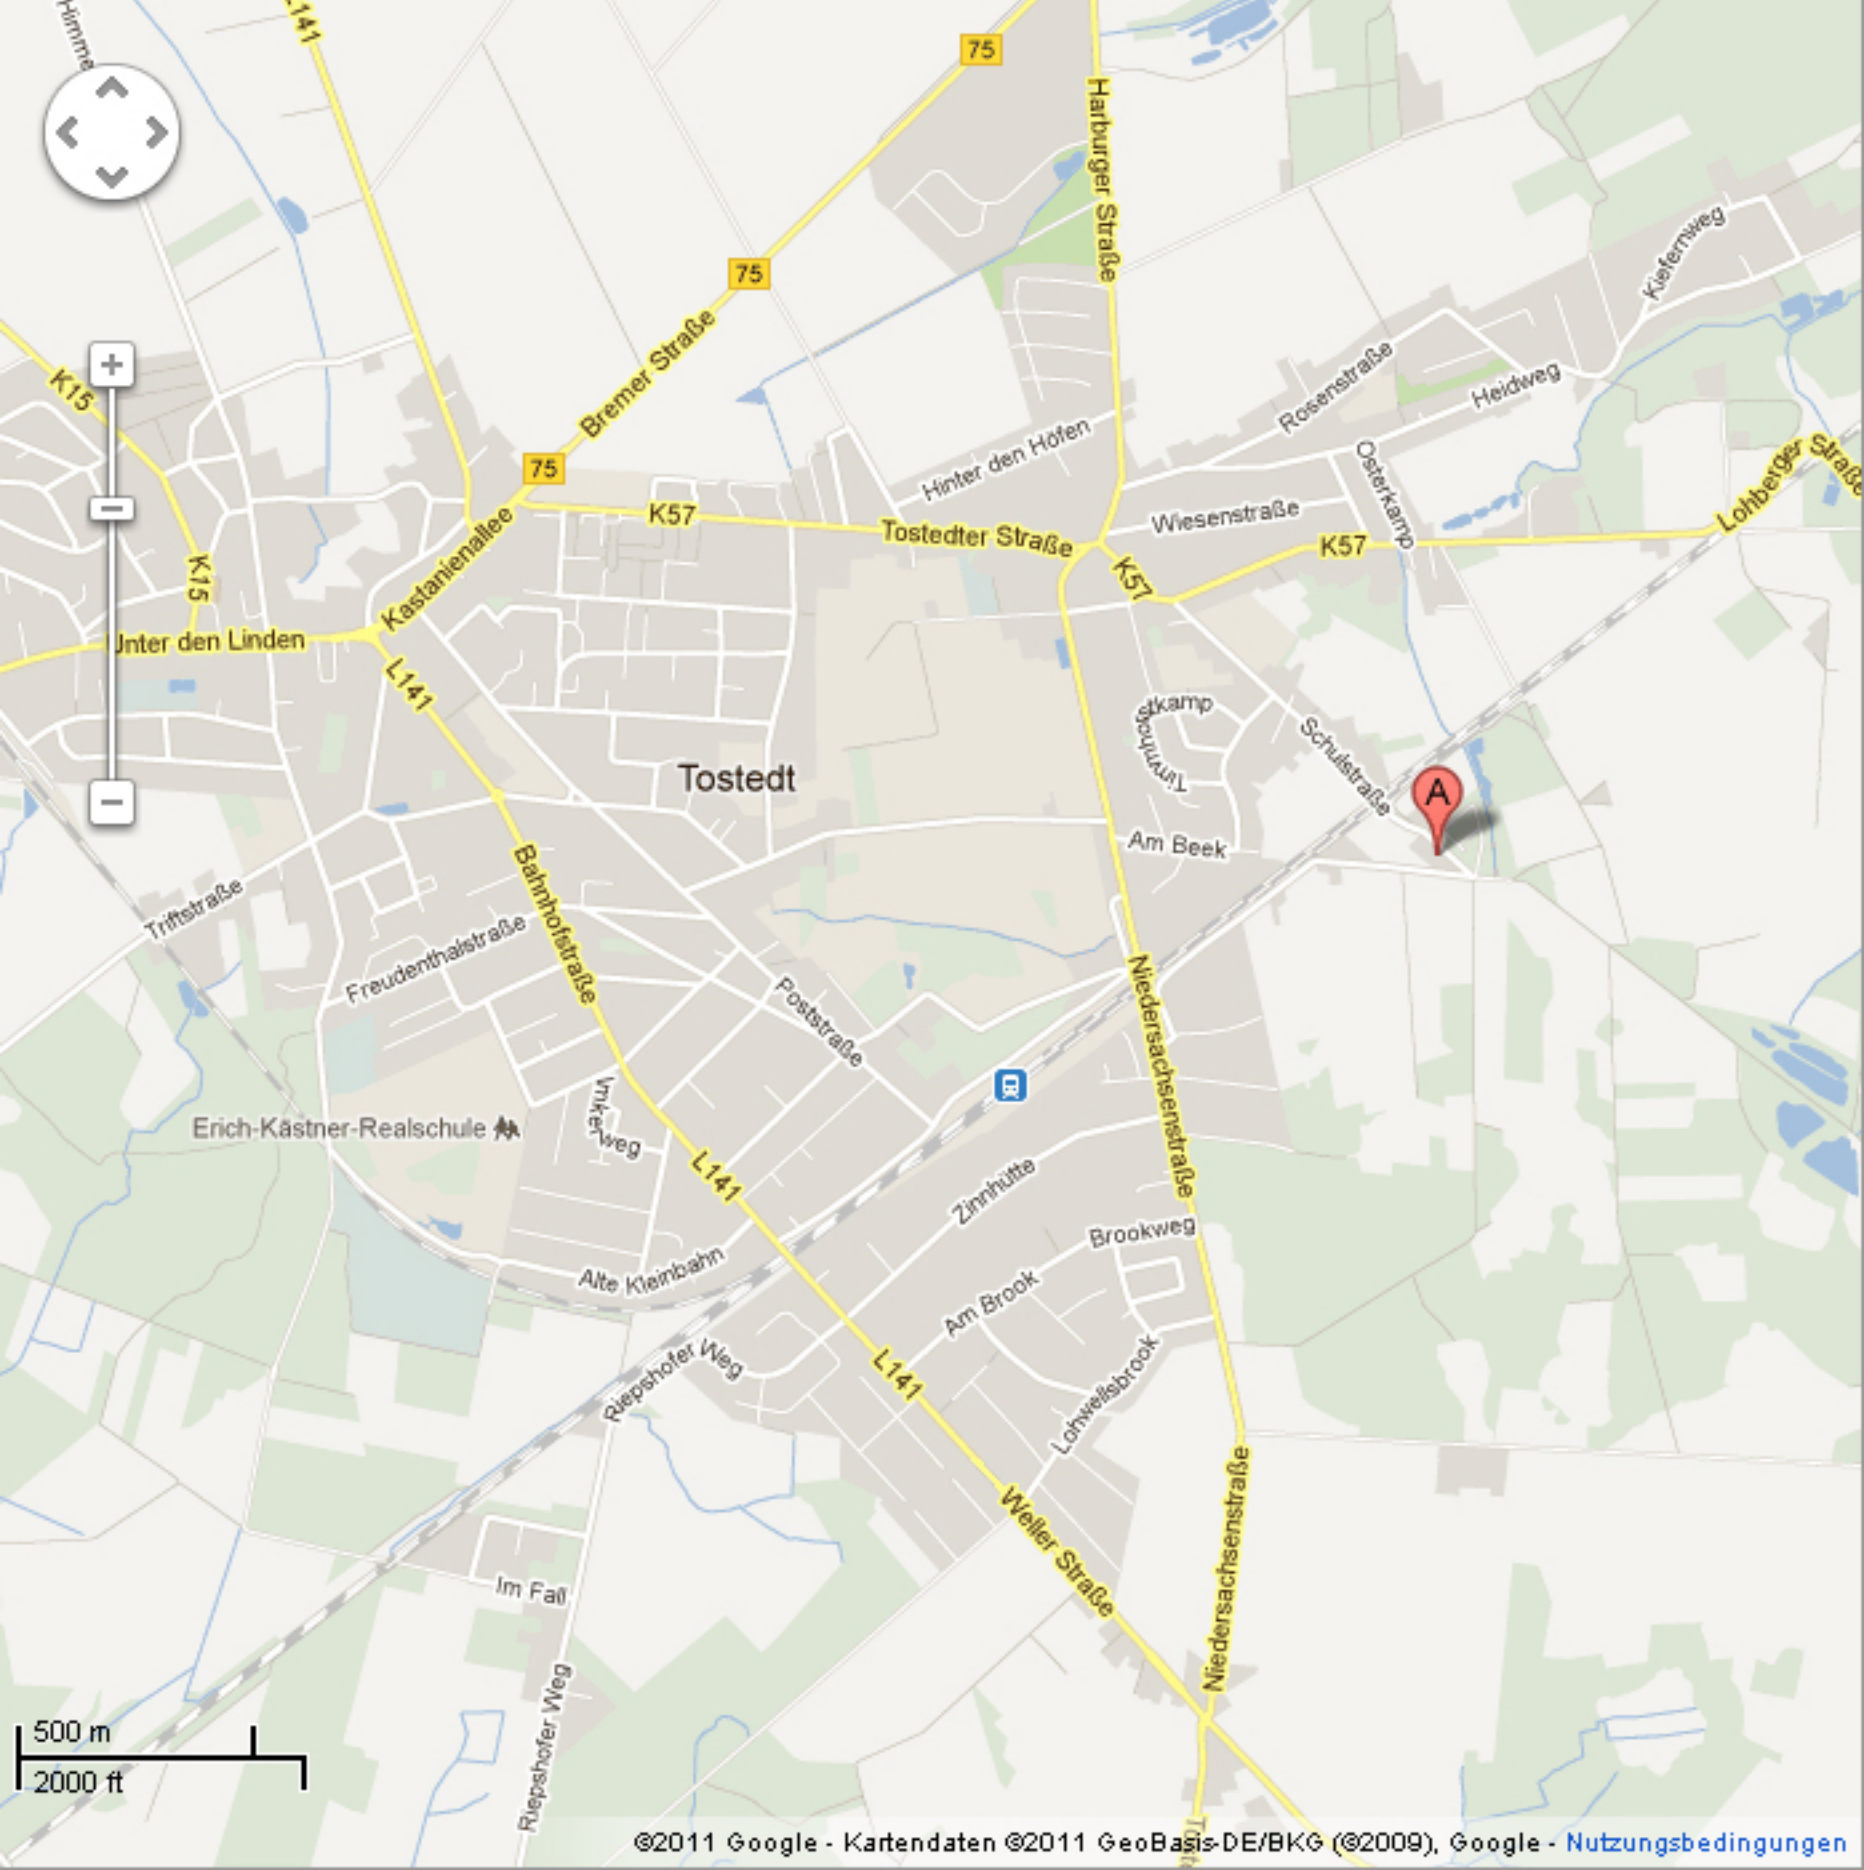 Himme
L141
75
Harburger Straße
75
Kiefernweg
Bremer Straße
K15
Rosenstraße
Heidweg
Hinter den Höfen
Osterkamp
Lohberger Straße
75
K57
Wiesenstraße
Tostedter Straße
K57
K57
K15
Kastanienallee
Unter den Linden
L141
stkamp
Timmhof
Schulstraße
Tostedt
A
Am Beek
Bahnhofstraße
Triftstraße
Freudenthalstraße
Poststraße
Niedersachsenstraße
Imkerweg
Erich-Kästner-Realschule
L141
Zinnhütte
Brookweg
Alte Kleinbahn
Am Brook
Riepshofer Weg
L141
Lohwellsbrook
Weller Straße
Niedersachsenstraße
Im Fall
Riepshofer Weg
500 m
2000 ft
©2011 Google - Kartendaten ©2011 GeoBasis-DE/BKG (©2009), Google - Nutzungsbedingungen